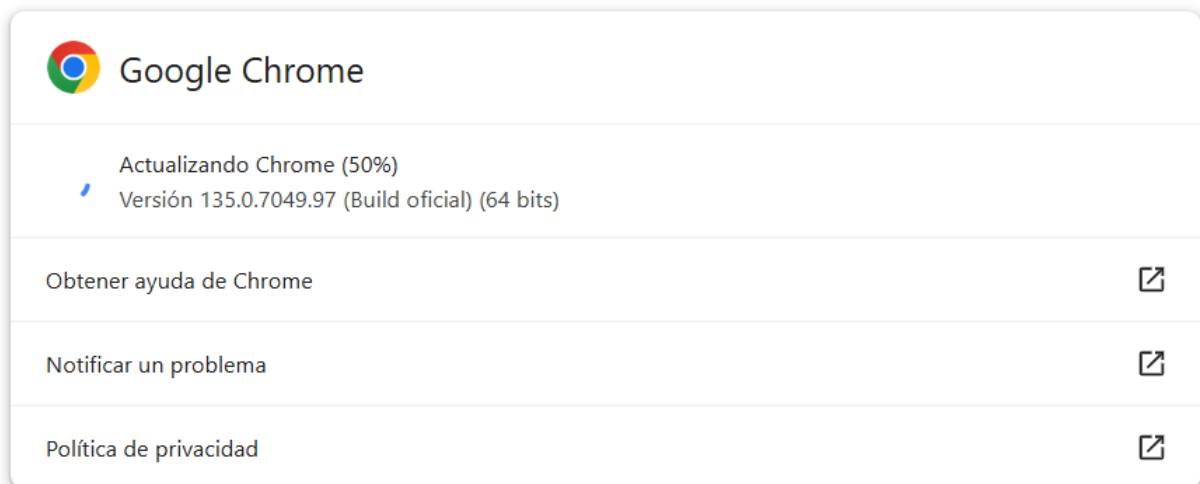 Google Chrome
Actualizando Chrome (50%)
Versión 135.0.7049.97 (Build oficial) (64 bits)
Obtener ayuda de Chrome
Notificar un problema
Política de privacidad